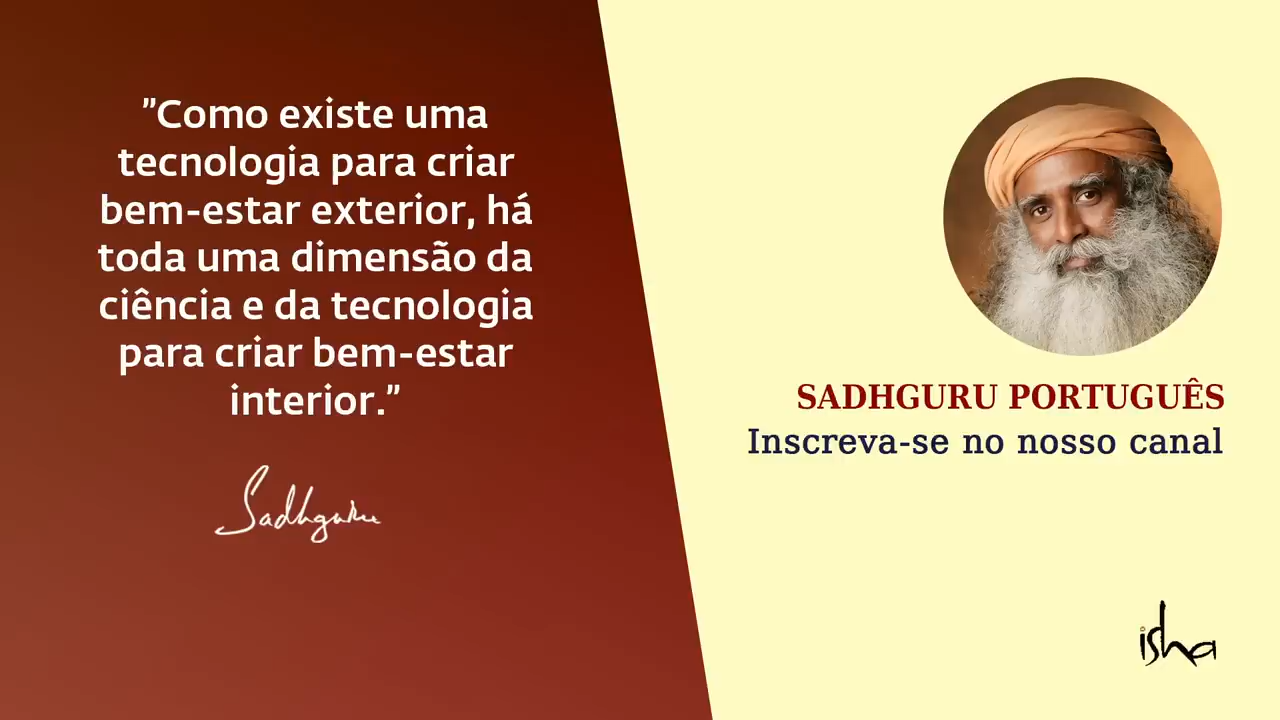 "Como existe uma
tecnologia para criar
bem-estar exterior, há
toda uma dimensão da
ciência e da tecnologia
para criar bem-estar
interior."
Sadhguru
SADHGURU PORTUGUÊS
Inscreva-se no nosso canal
isha